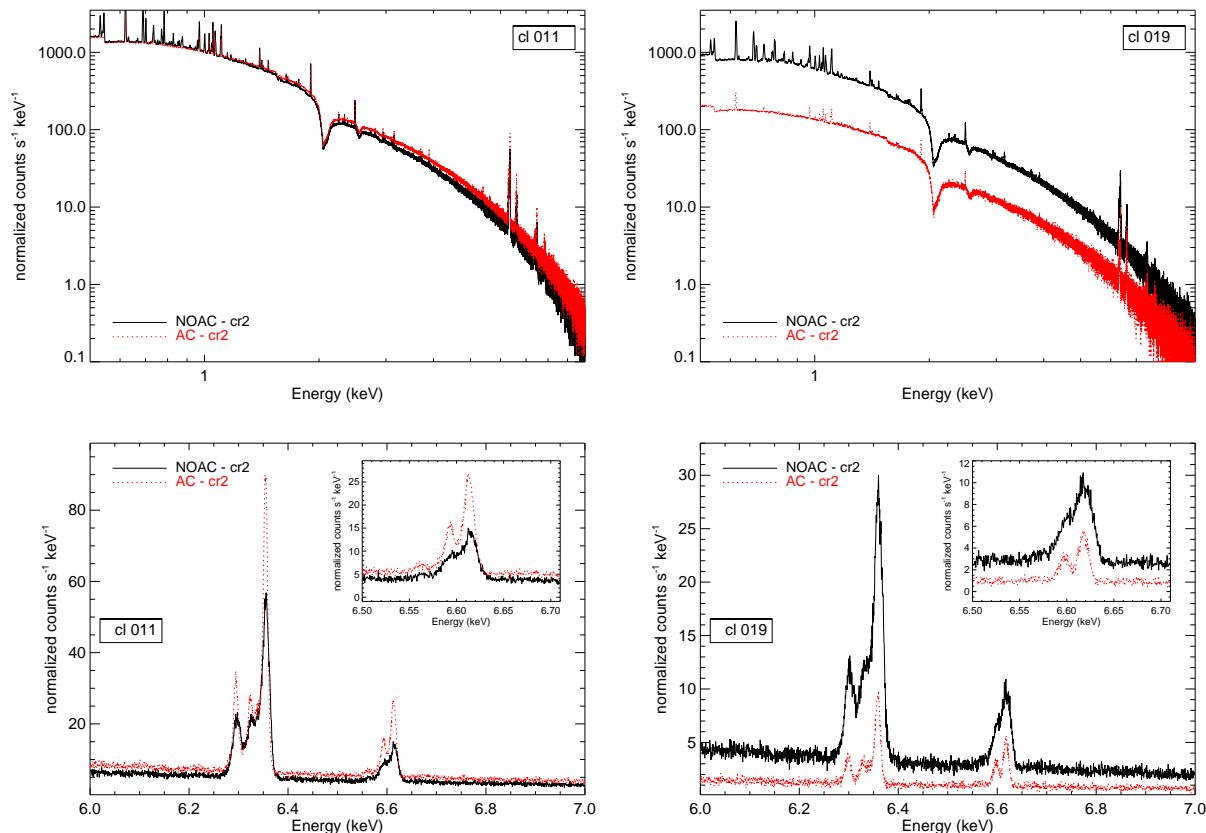 cl 011
normalized counts s⁻¹ keV⁻¹
1000.0
100.0
10.0
1.0
0.1
NOAC - cr2
AC - cr2
1
Energy (keV)
cl 019
normalized counts s⁻¹ keV⁻¹
1000.0
100.0
10.0
1.0
0.1
NOAC - cr2
AC - cr2
1
Energy (keV)
normalized counts s⁻¹ keV⁻¹
80
60
40
20
NOAC - cr2
AC - cr2
cl 011
normalized counts s⁻¹ keV⁻¹
25
20
15
10
5
0
6.50 6.55 6.60 6.65 6.70
Energy (keV)
6.0 6.2 6.4 6.6 6.8 7.0
Energy (keV)
normalized counts s⁻¹ keV⁻¹
30
25
20
15
10
5
NOAC - cr2
AC - cr2
cl 019
normalized counts s⁻¹ keV⁻¹
12
10
8
6
4
2
0
6.50 6.55 6.60 6.65 6.70
Energy (keV)
6.0 6.2 6.4 6.6 6.8 7.0
Energy (keV)